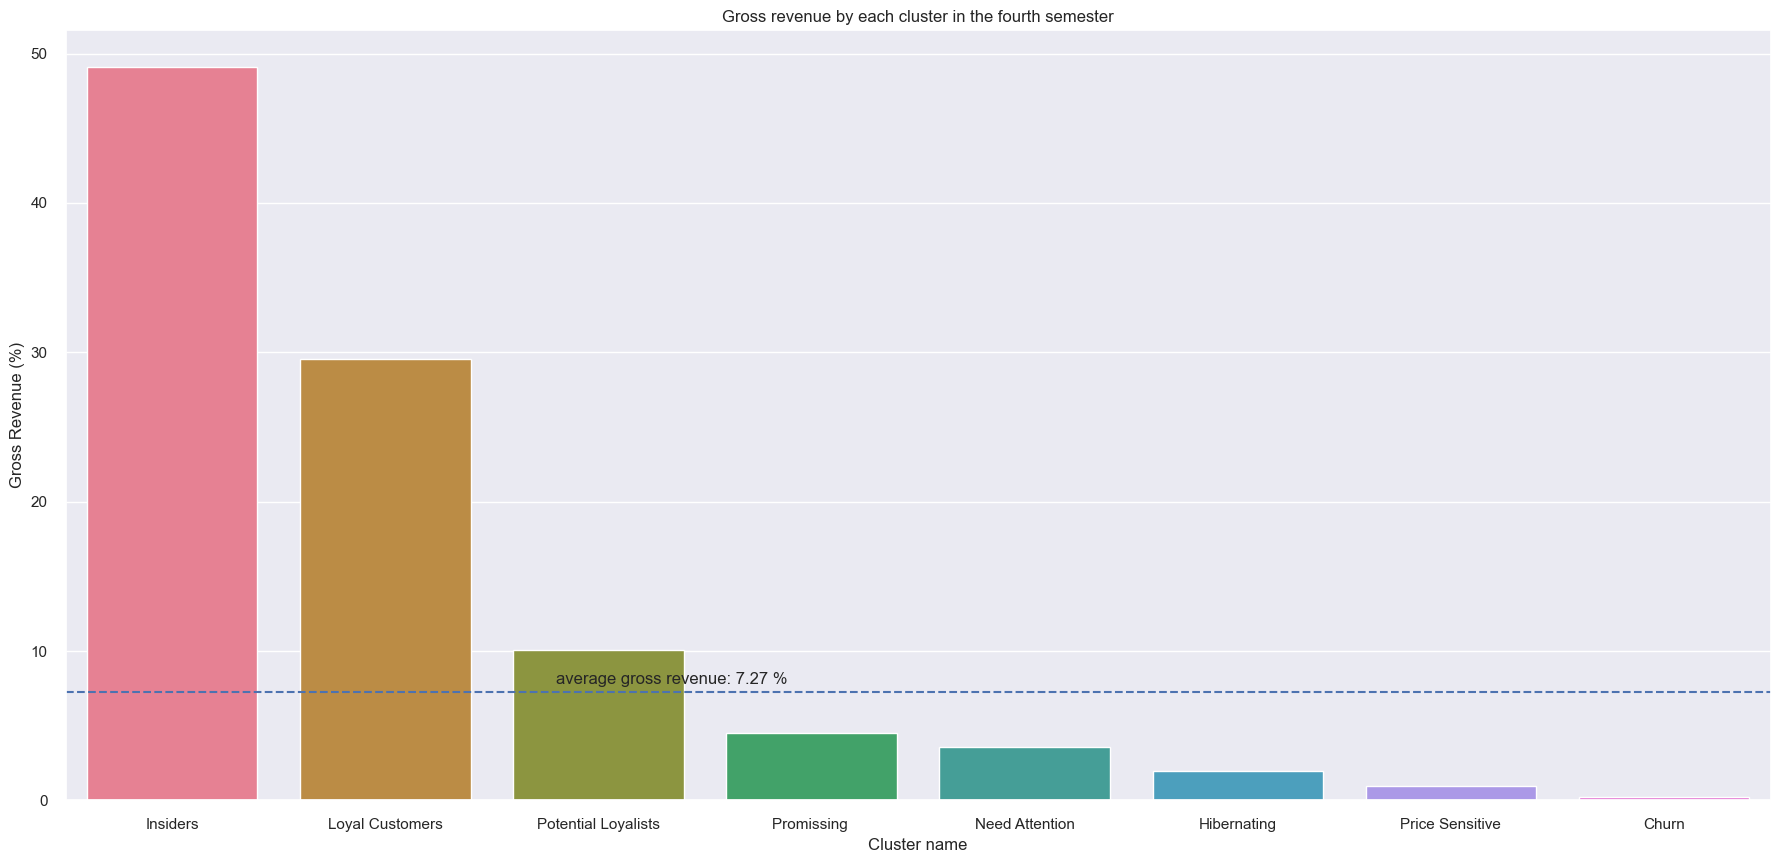 Gross revenue by each cluster in the fourth semester
Gross Revenue (%)
50
40
30
20
10
0
average gross revenue: 7.27 %
Insiders
Loyal Customers
Potential Loyalists
Promissing
Need Attention
Hibernating
Price Sensitive
Churn
Cluster name